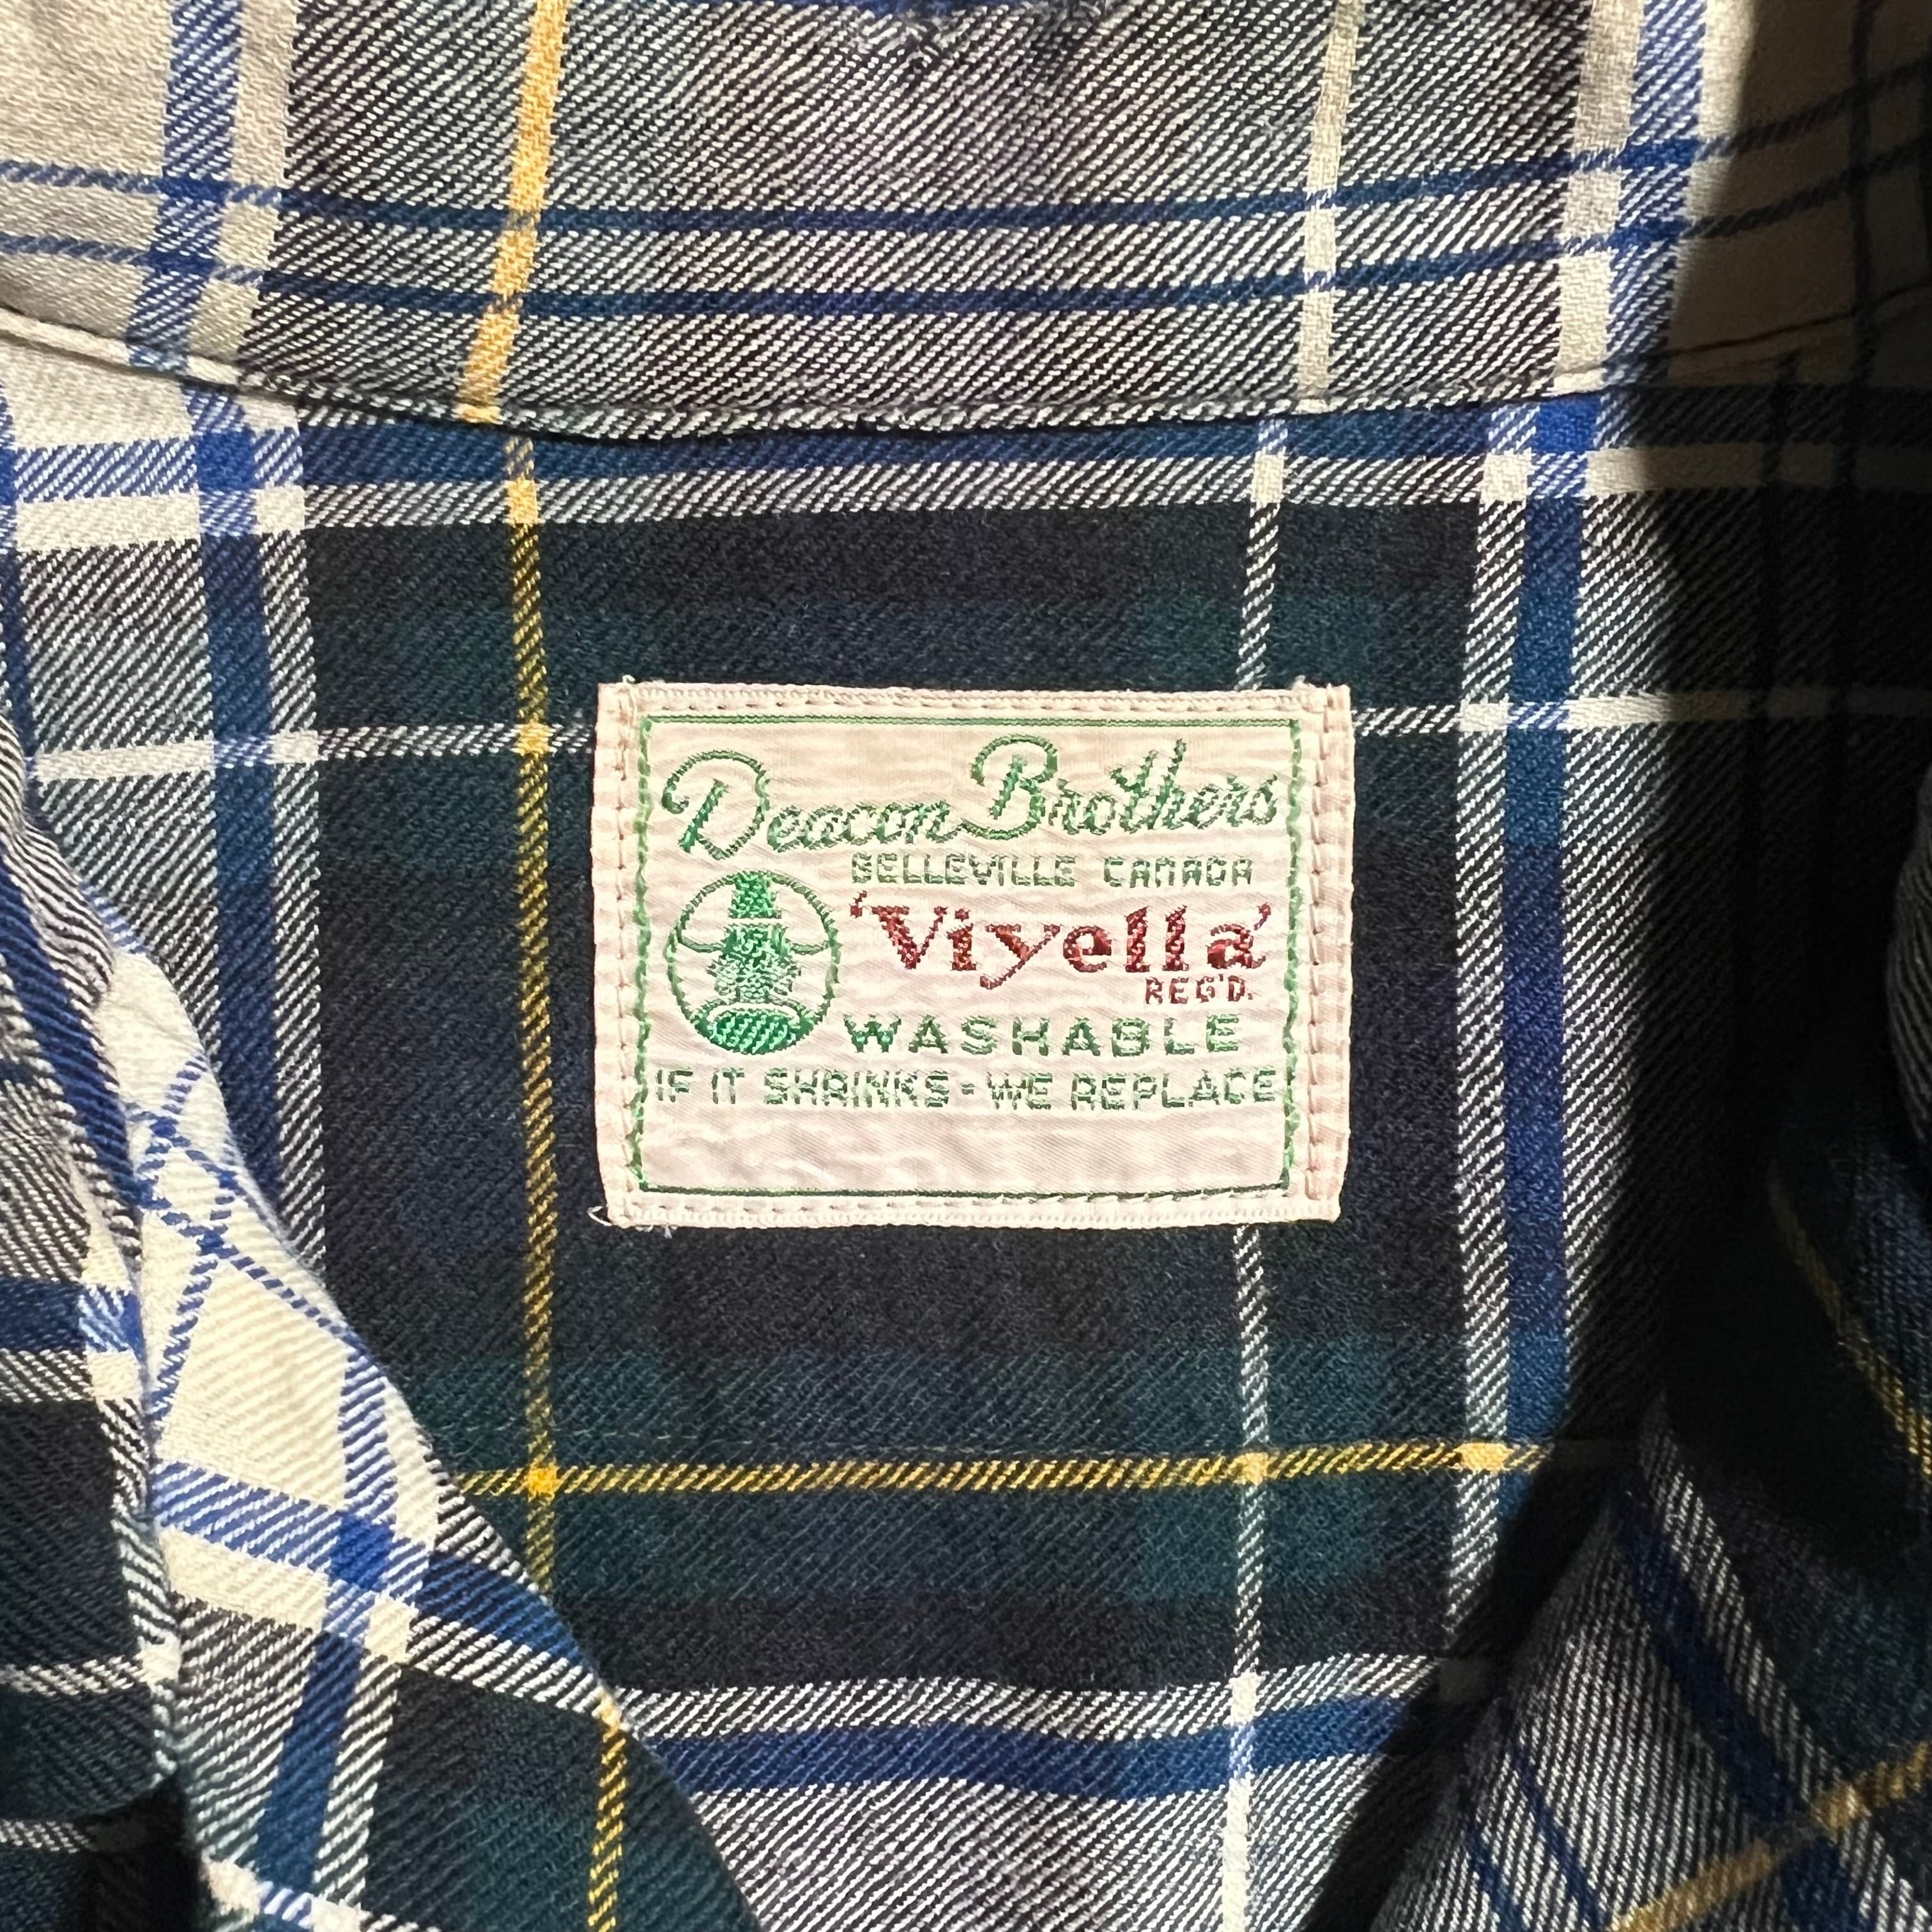 Deacon Brothers
BELLEVILLE CANADA
'Viyella'
REG'D.
WASHABLE
IF IT SHRINKS - WE REPLACE